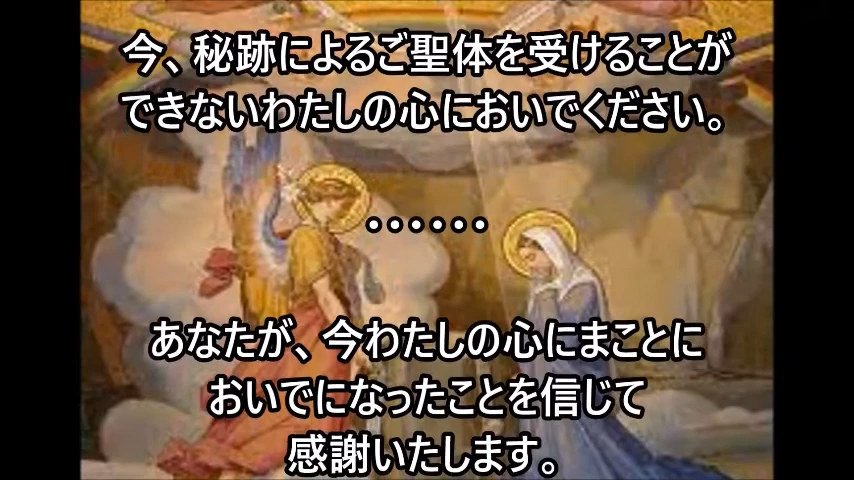 今、秘跡によるご聖体を受けることが
できないわたしの心においでください。
……
あなたが、今わたしの心にまことに
おいでになったことを信じて
感謝いたします。